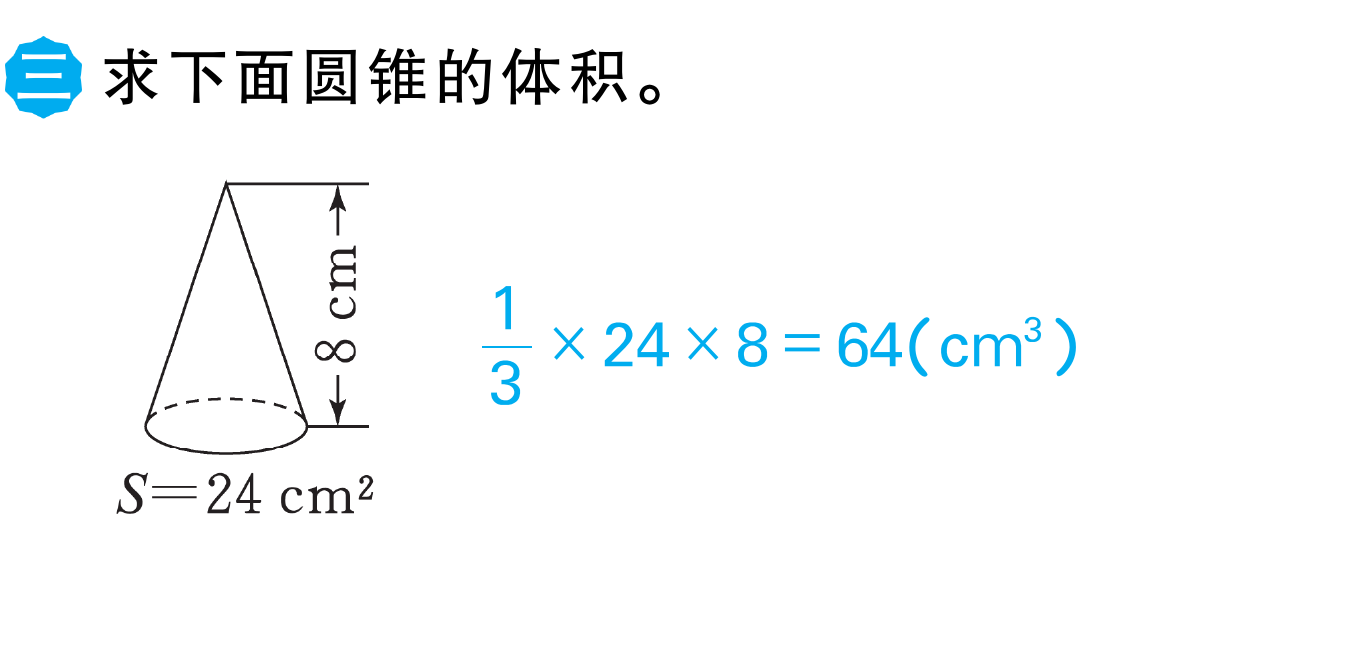 三 求下面圆锥的体积。
8 cm
1/3 × 24 × 8 = 64(cm³)
S=24 cm²